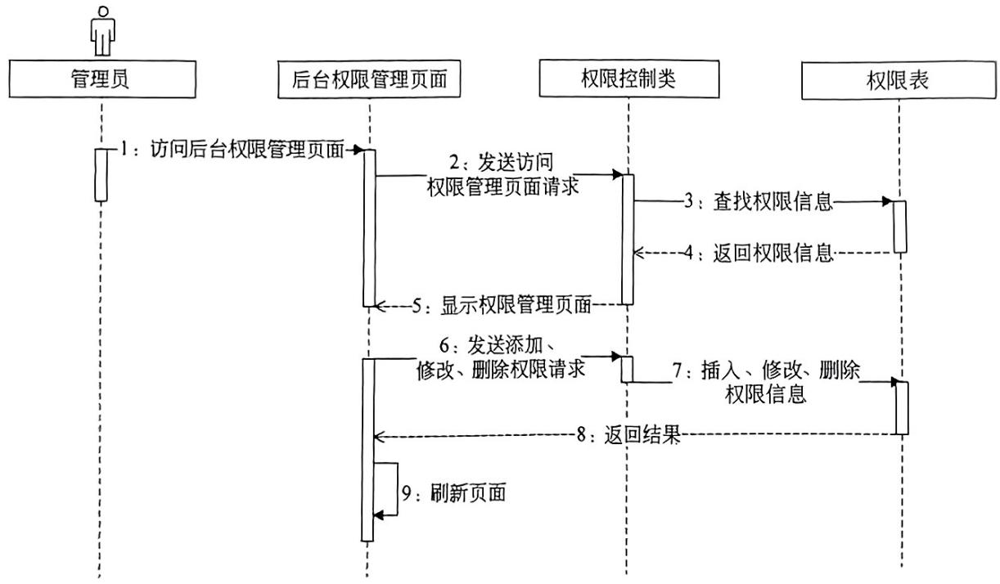 管理员
后台权限管理页面
权限控制类
权限表
1：访问后台权限管理页面
2：发送访问
权限管理页面请求
3：查找权限信息
4：返回权限信息
5：显示权限管理页面
6：发送添加、
修改、删除权限请求
7：插入、修改、删除
权限信息
8：返回结果
9：刷新页面